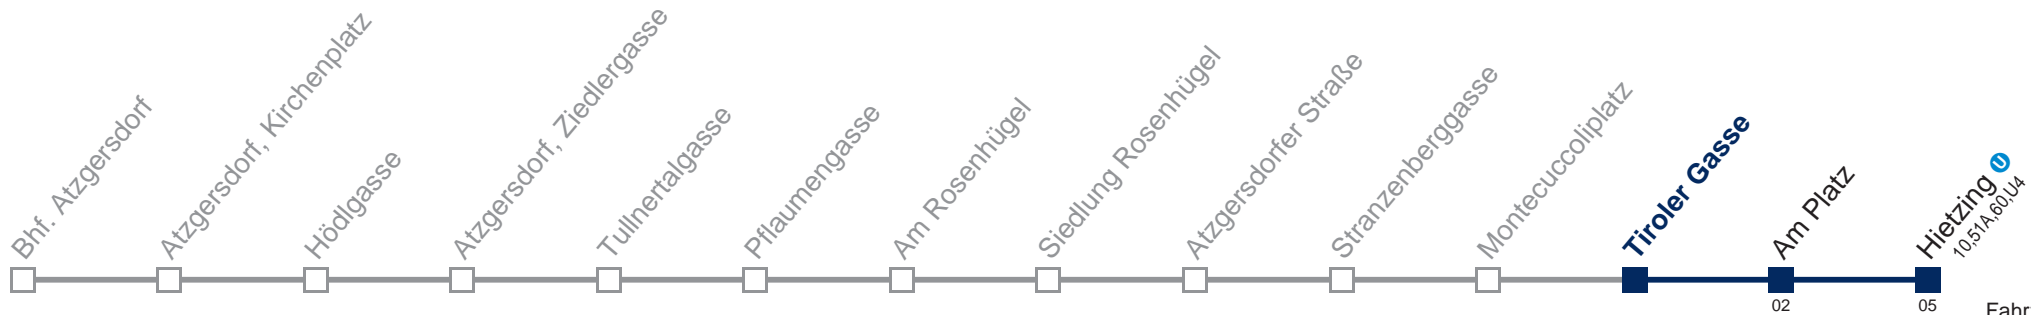 Bhf. Atzgersdorf
Atzgersdorf, Kirchenplatz
Hödlgasse
Atzgersdorf, Ziedlergasse
Tullnertalgasse
Pflaumengasse
Am Rosenhügel
Siedlung Rosenhügel
Atzgersdorfer Straße
Stranzenberggasse
Montecuccoliplatz
Tiroler Gasse
Am Platz
Hietzing U
10,51A,60,U4
02
05
Fahr